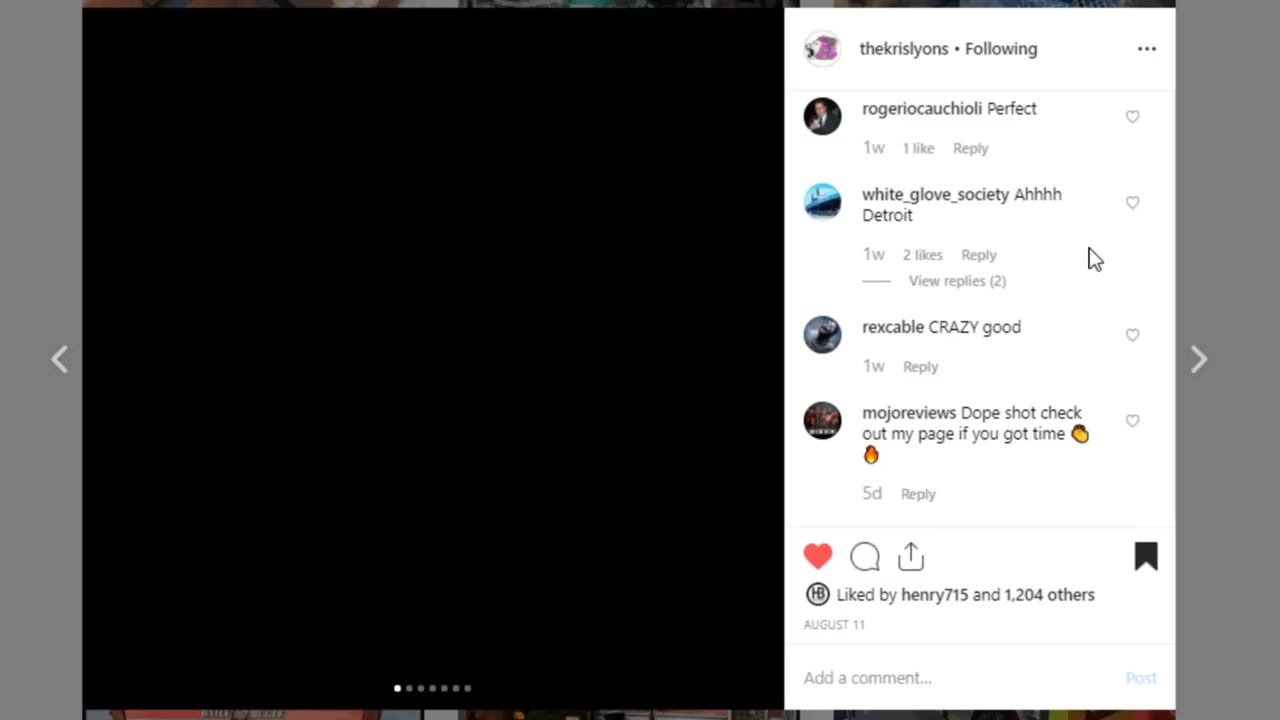 thekrislyons • Following
rogeriocauchioli Perfect
1w 1 like Reply
white_glove_society Ahhhh
Detroit
1w 2 likes Reply
View replies (2)
rexcable CRAZY good
1w Reply
mojoreviews Dope shot check
out my page if you got time 👏
🔥
5d Reply
HB Liked by henry715 and 1,204 others
AUGUST 11
Add a comment... Post